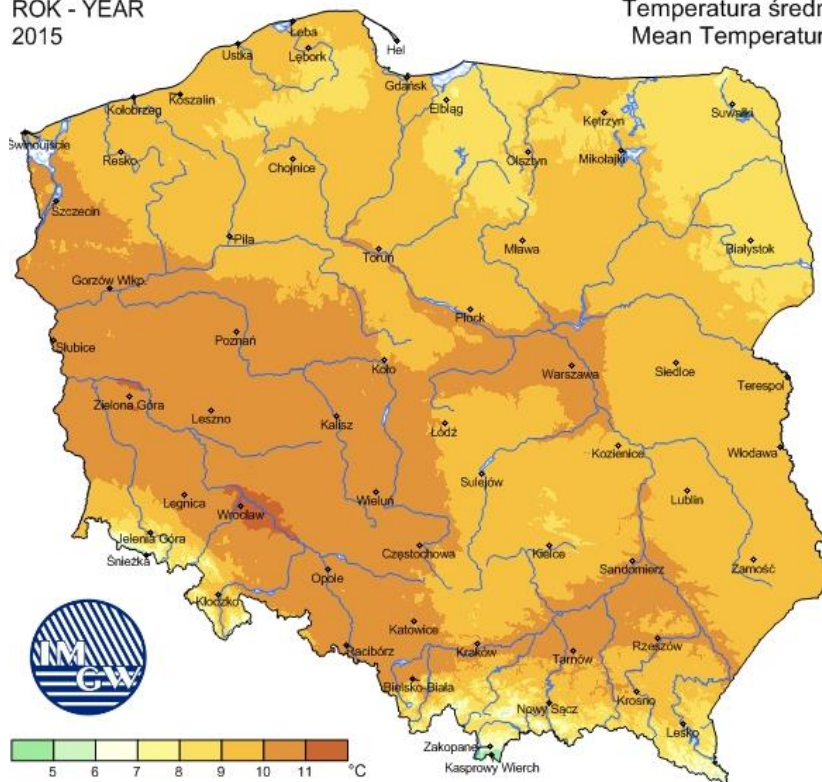 ROK - YEAR
2015
Temperatura średn
Mean Temperatur
Łeba
Hel
Ustka
Lębork
Gdańsk
Koszalin
Kołobrzeg
Elbląg
Kętrzyn
Suwałki
Świnoujście
Resko
Chojnice
Olsztyn
Mikołajki
Szczecin
Piła
Toruń
Mława
Białystok
Gorzów Wlkp.
Płock
Słubice
Poznań
Koło
Warszawa
Siedlce
Terespol
Zielona Góra
Leszno
Kalisz
Łódź
Kozienice
Włodawa
Sulejów
Legnica
Wrocław
Wieluń
Lublin
Jelenia Góra
Śnieżka
Częstochowa
Kielce
Sandomierz
Zamość
Opole
Kłodzko
Katowice
Racibórz
Kraków
Tarnów
Rzeszów
Bielsko-Biała
Nowy Sącz
Krosno
Lesko
Zakopane
Kasprowy Wierch
IM
GW
5 6 7 8 9 10 11 °C